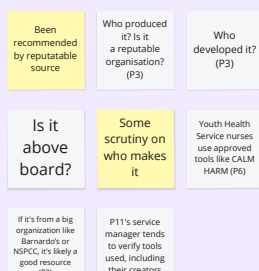 Been
recommended
by reputatable
source
Who produced
it? Is it
a reputable
organisation?
(P3)
Who
developed it?
(P3)
Is it
above
board?
Some
scrutiny on
who makes
it
Youth Health
Service nurses
use approved
tools like CALM
HARM (P6)
If it's from a big
organization like
Barnardo's or
NSPCC, it's likely a
good resource
P11's service
manager tends
to verify tools
used, including
their creators